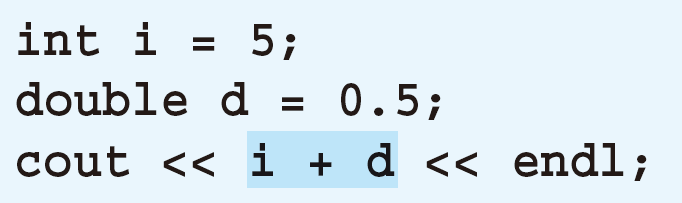 int i = 5;
double d = 0.5;
cout << i + d << endl;